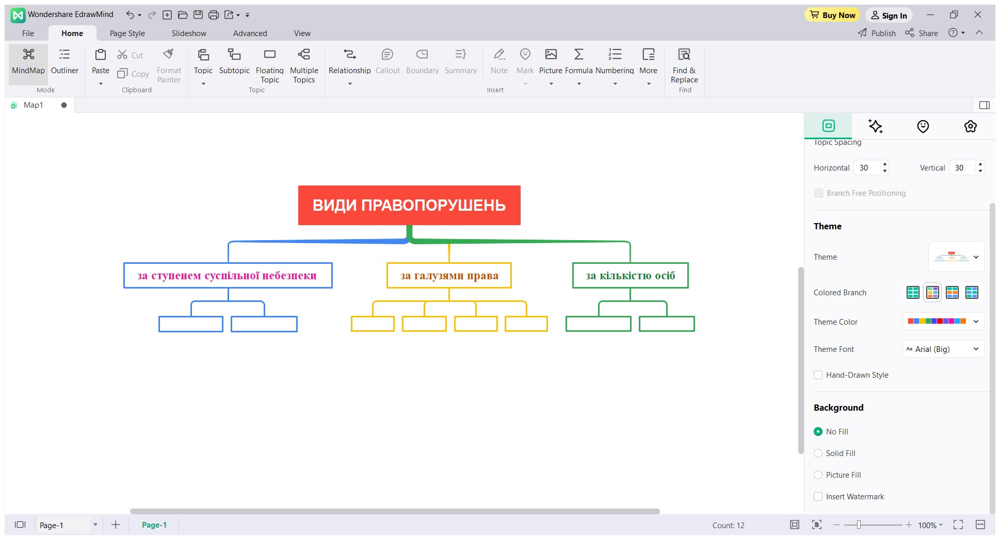 Wondershare EdrawMind
Buy Now
Sign In
File
Home
Page Style
Slideshow
Advanced
View
Publish
Share
MindMap
Outliner
Mode
Paste
Cut
Copy
Format
Painter
Clipboard
Topic
Subtopic
Floating
Topic
Multiple
Topics
Topic
Relationship
Callout
Boundary
Summary
Note
Mark
Picture
Formula
Numbering
More
Insert
Find &
Replace
Find
Map1
ВИДИ ПРАВОПОРУШЕНЬ
за ступенем суспільної небезпеки
за галузями права
за кількістю осіб
Topic Spacing
Horizontal
30
Vertical
30
Branch Free Positioning
Theme
Theme
Colored Branch
Theme Color
Theme Font
Aa Arial (Big)
Hand-Drawn Style
Background
No Fill
Solid Fill
Picture Fill
Insert Watermark
Page-1
Page-1
Count: 12
100%